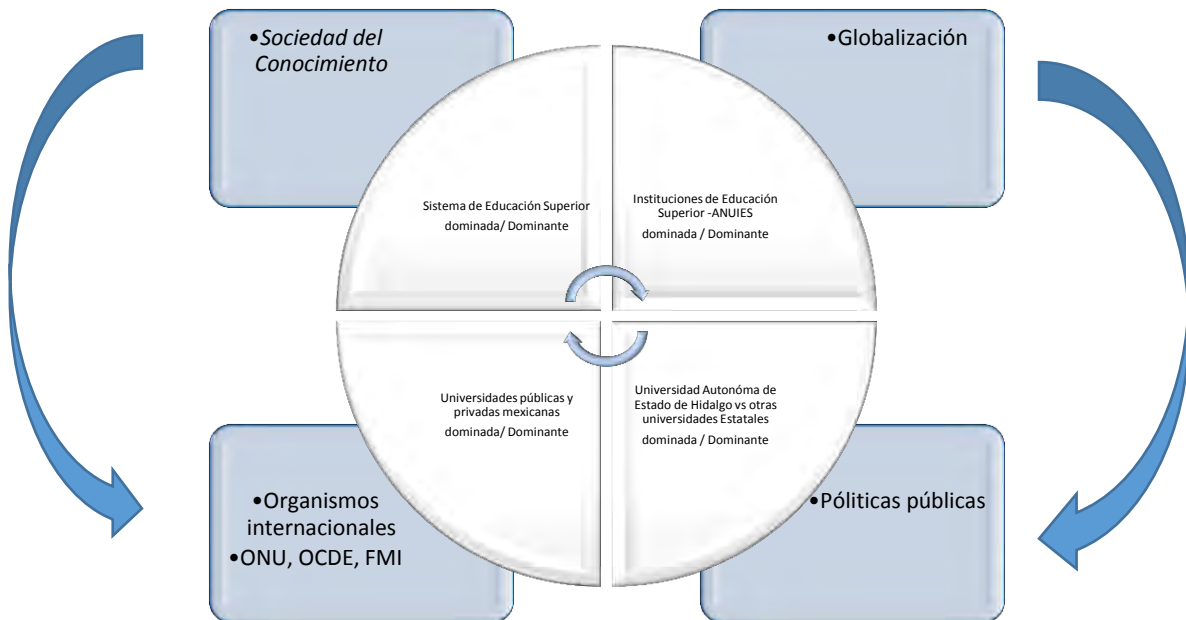 •Sociedad del
Conocimiento
•Globalización
Sistema de Educación Superior
dominada/ Dominante
Instituciones de Educación
Superior -ANUIES
dominada / Dominante
Universidades públicas y
privadas mexicanas
dominada/ Dominante
Universidad Autonóma de
Estado de Hidalgo vs otras
universidades Estatales
dominada / Dominante
•Organismos
internacionales
•ONU, OCDE, FMI
•Póliticas públicas